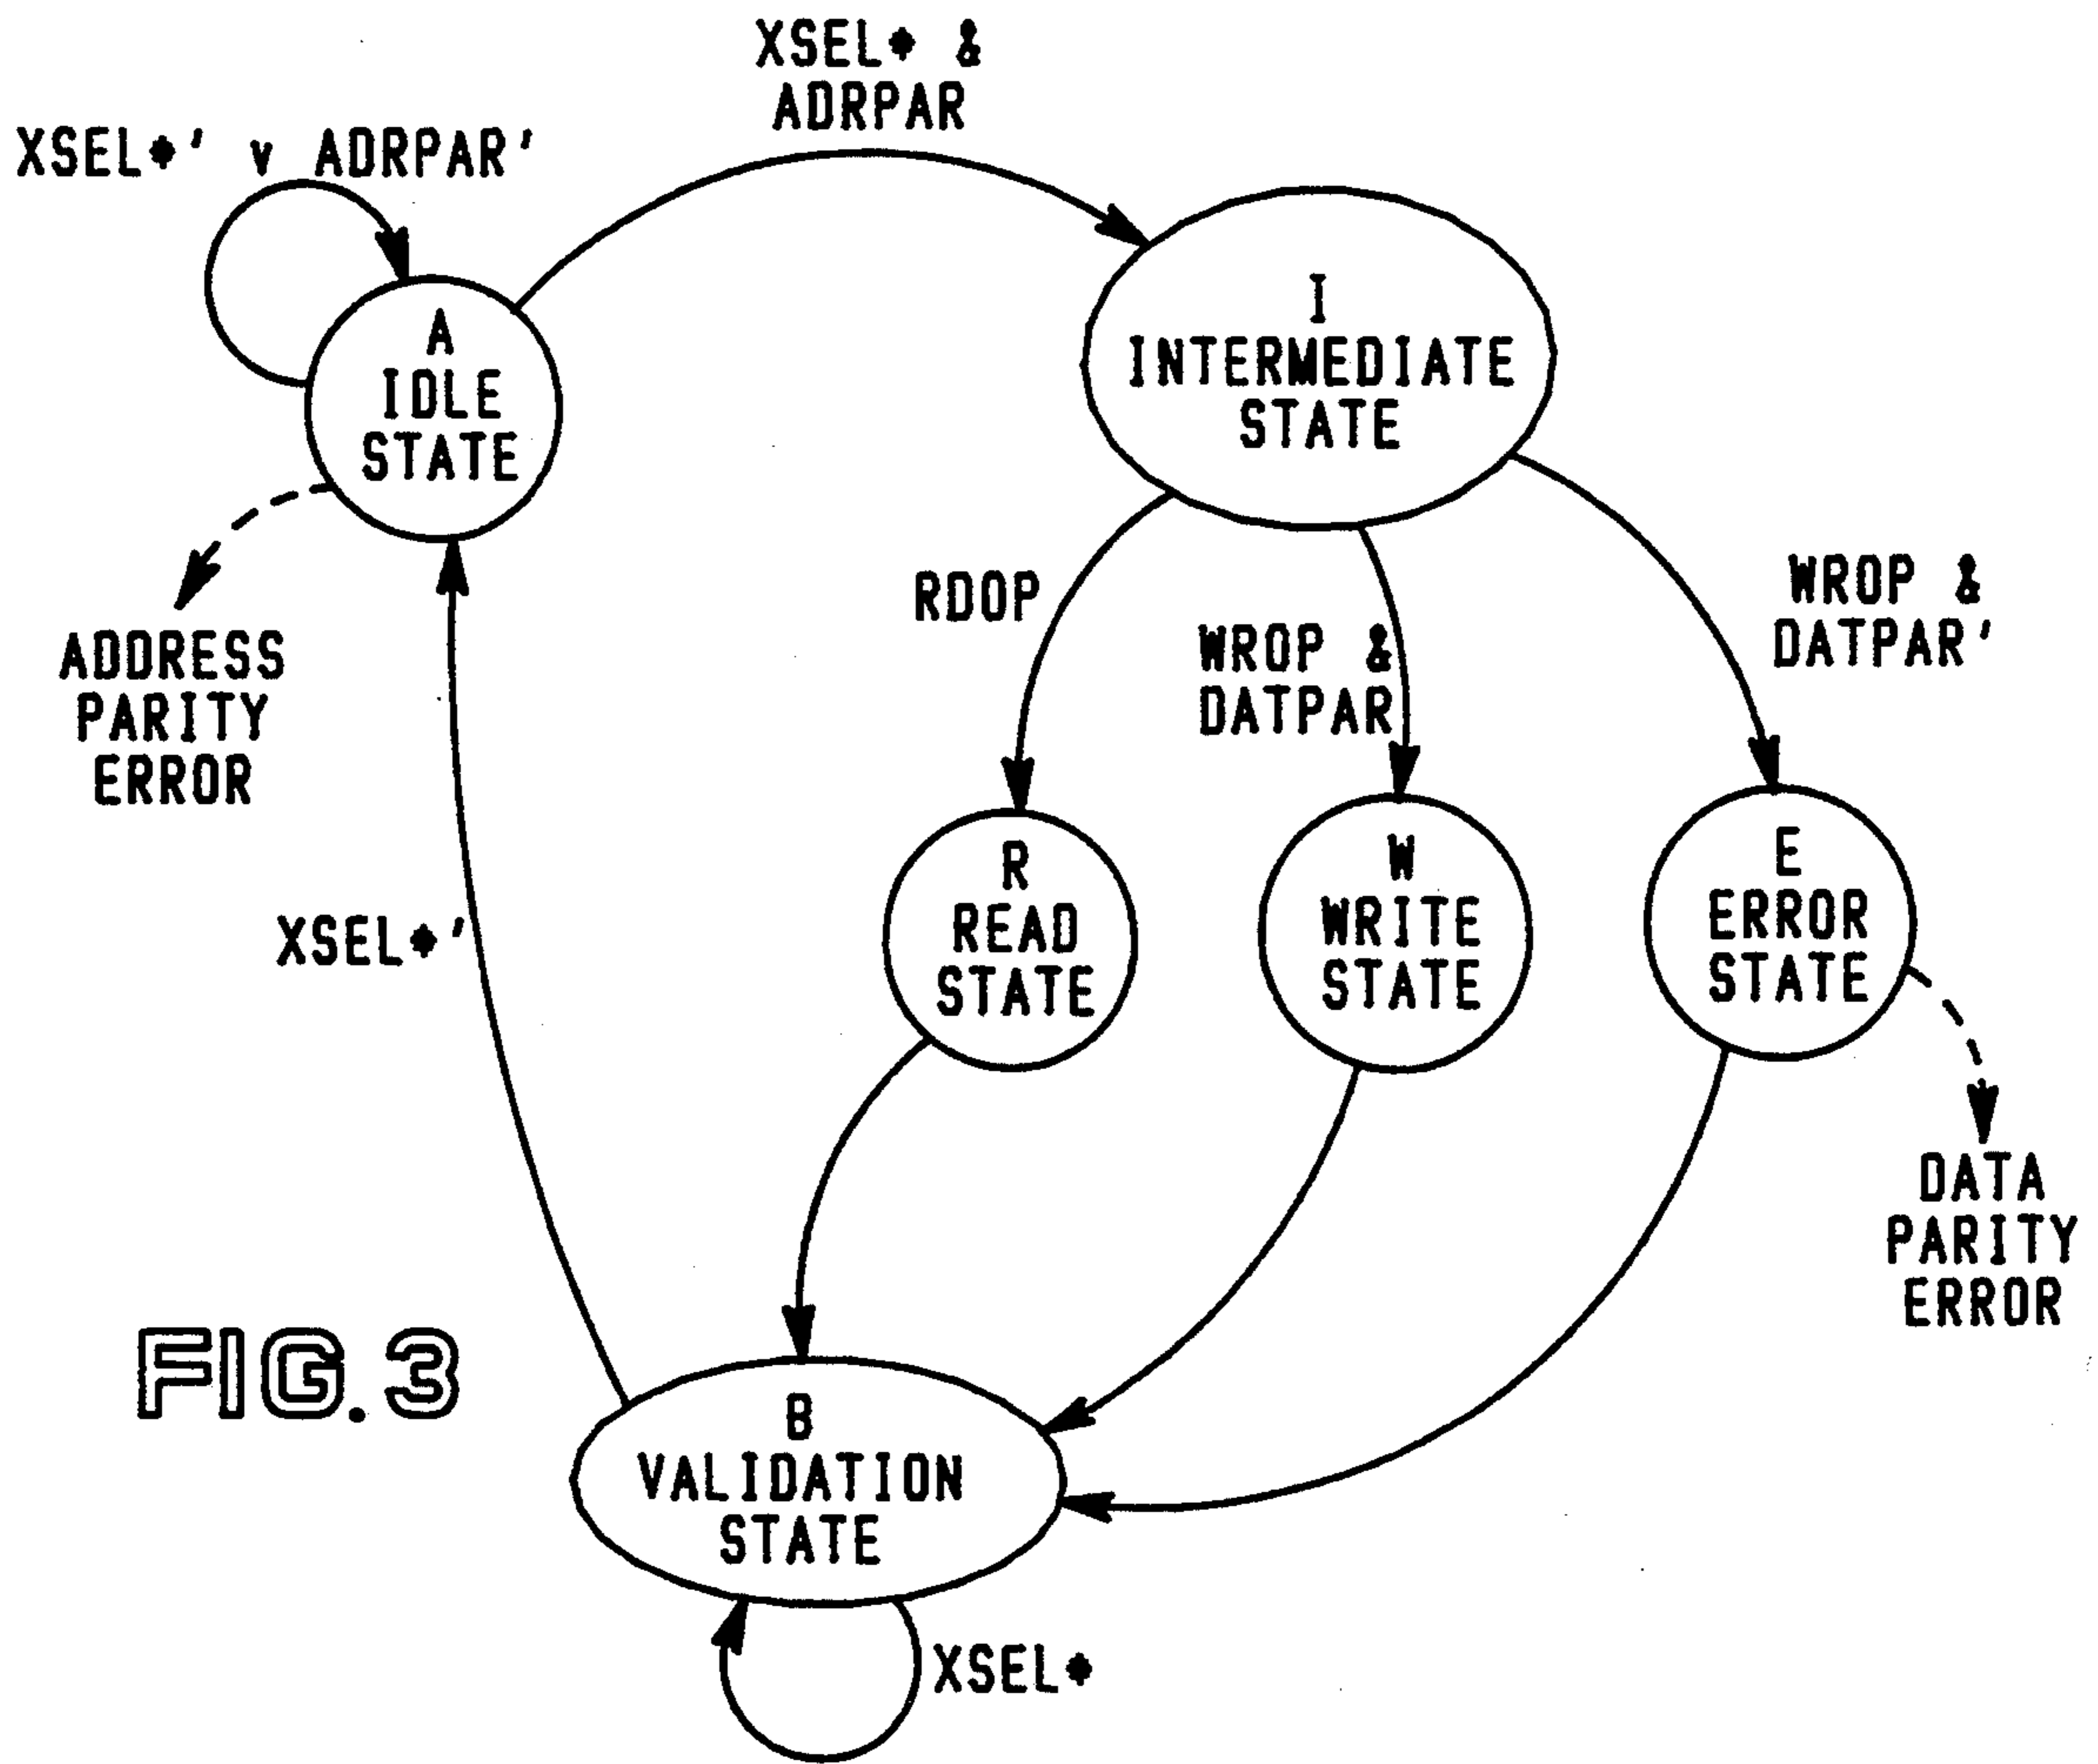 XSEL* &
ADRPAR
XSEL*' v ADRPAR'
A
IDLE
STATE
I
INTERMEDIATE
STATE
ADDRESS
PARITY
ERROR
RDOP
WROP &
DATPAR
WROP &
DATPAR'
R
READ
STATE
W
WRITE
STATE
E
ERROR
STATE
XSEL*'
DATA
PARITY
ERROR
FIG.3
B
VALIDATION
STATE
XSEL*